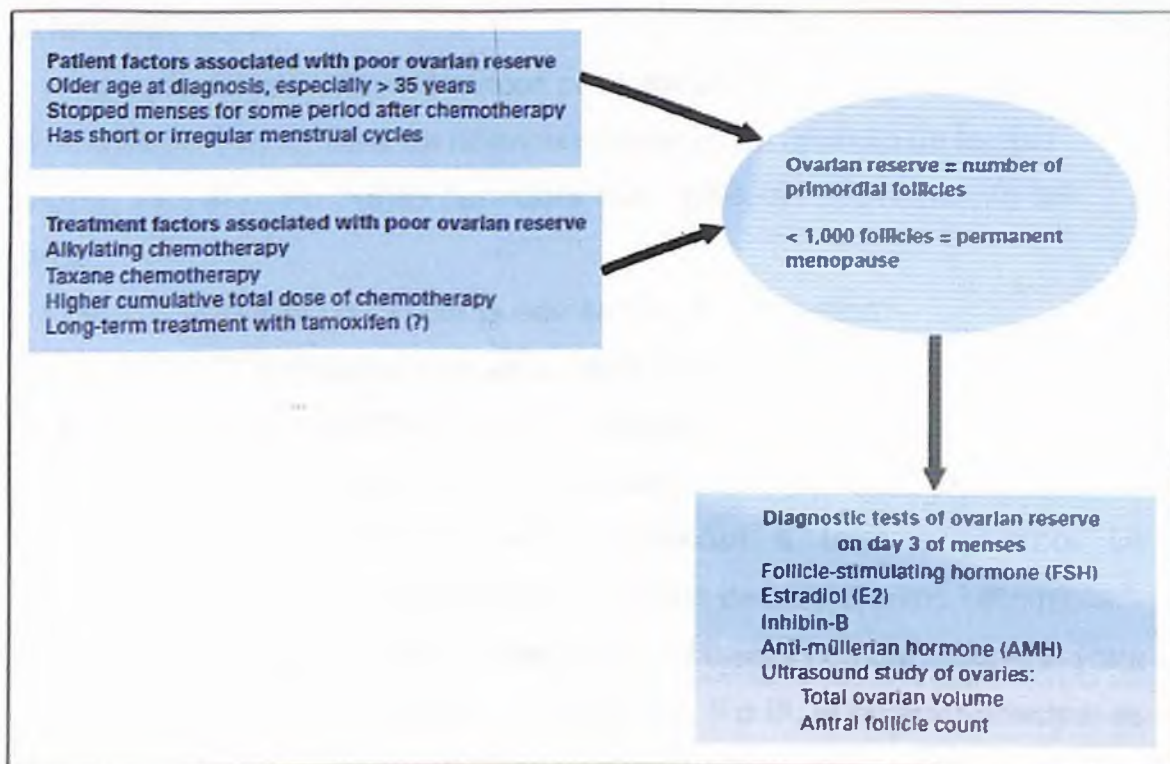 Patient factors associated with poor ovarian reserve
Older age at diagnosis, especially > 35 years
Stopped menses for some period after chemotherapy
Has short or irregular menstrual cycles
Treatment factors associated with poor ovarian reserve
Alkylating chemotherapy
Taxane chemotherapy
Higher cumulative total dose of chemotherapy
Long-term treatment with tamoxifen (?)
Ovarian reserve = number of
primordial follicles
< 1,000 follicles = permanent
menopause
Diagnostic tests of ovarian reserve
on day 3 of menses
Follicle-stimulating hormone (FSH)
Estradiol (E2)
Inhibin-B
Anti-müllerian hormone (AMH)
Ultrasound study of ovaries:
Total ovarian volume
Antral follicle count